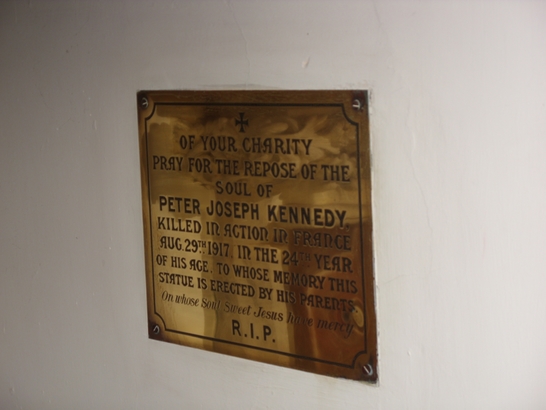 OF YOUR CHARITY
PRAY FOR THE REPOSE OF THE
SOUL OF
PETER JOSEPH KENNEDY,
KILLED IN ACTION IN FRANCE
AUG. 29TH 1917. IN THE 24TH YEAR
OF HIS AGE. TO WHOSE MEMORY THIS
STATUE IS ERECTED BY HIS PARENTS.
On whose Soul Sweet Jesus have mercy
R.I.P.